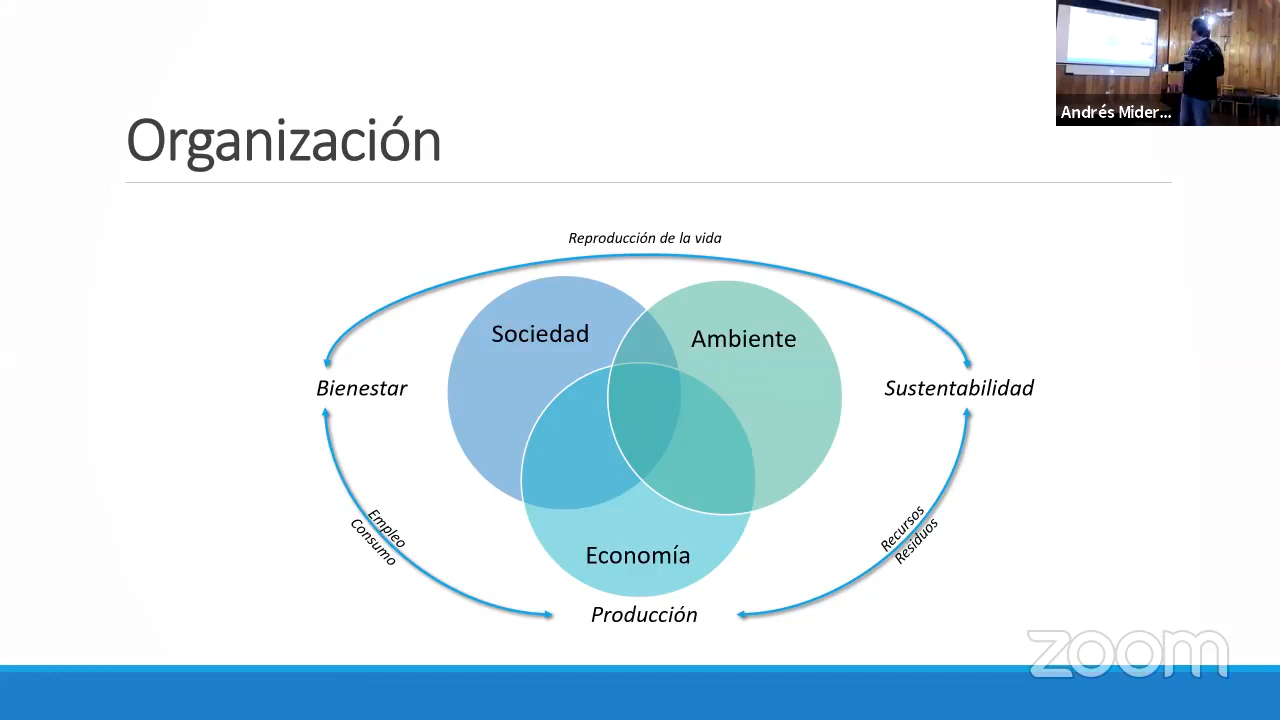 Andrés Mider...
Organización
Reproducción de la vida
Sociedad
Ambiente
Bienestar
Sustentabilidad
Empleo
Consumo
Recursos
Residuos
Economía
Producción
zoom